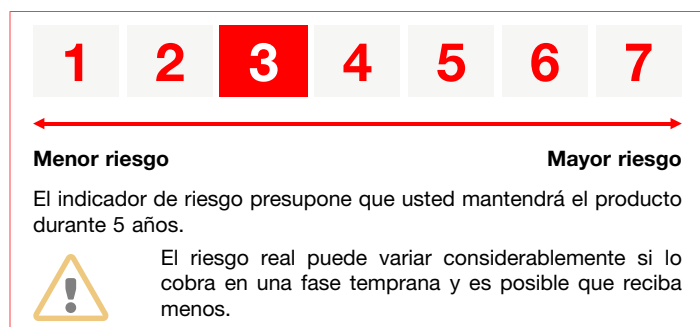 1 2 3 4 5 6 7
Menor riesgo Mayor riesgo
El indicador de riesgo presupone que usted mantendrá el producto
durante 5 años.
El riesgo real puede variar considerablemente si lo
cobra en una fase temprana y es posible que reciba
menos.